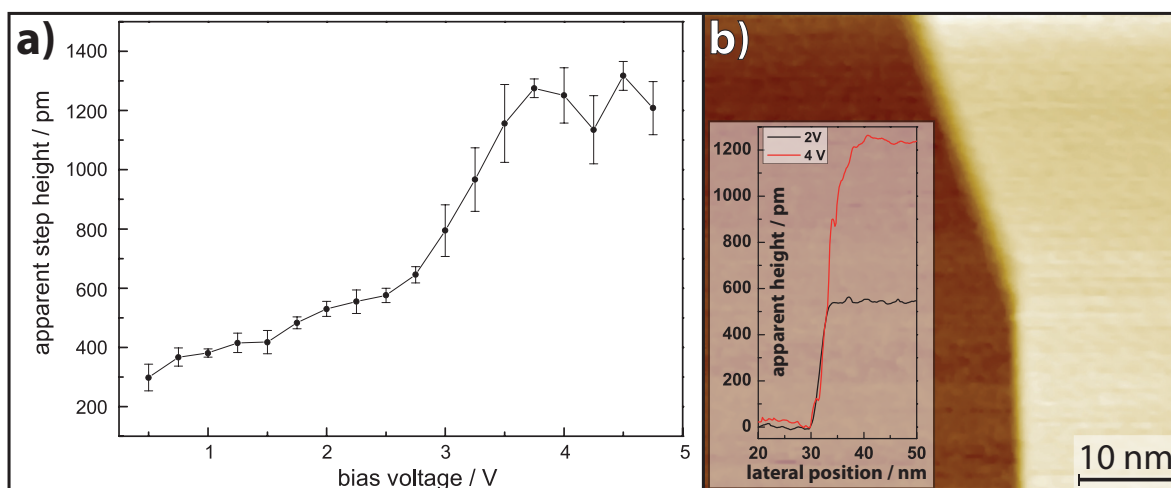 a)
apparent step height / pm
1400
1200
1000
800
600
400
200
1 2 3 4 5
bias voltage / V
b)
2V
4 V
apparent height / pm
1200
1000
800
600
400
200
0
20 30 40 50
lateral position / nm
10 nm